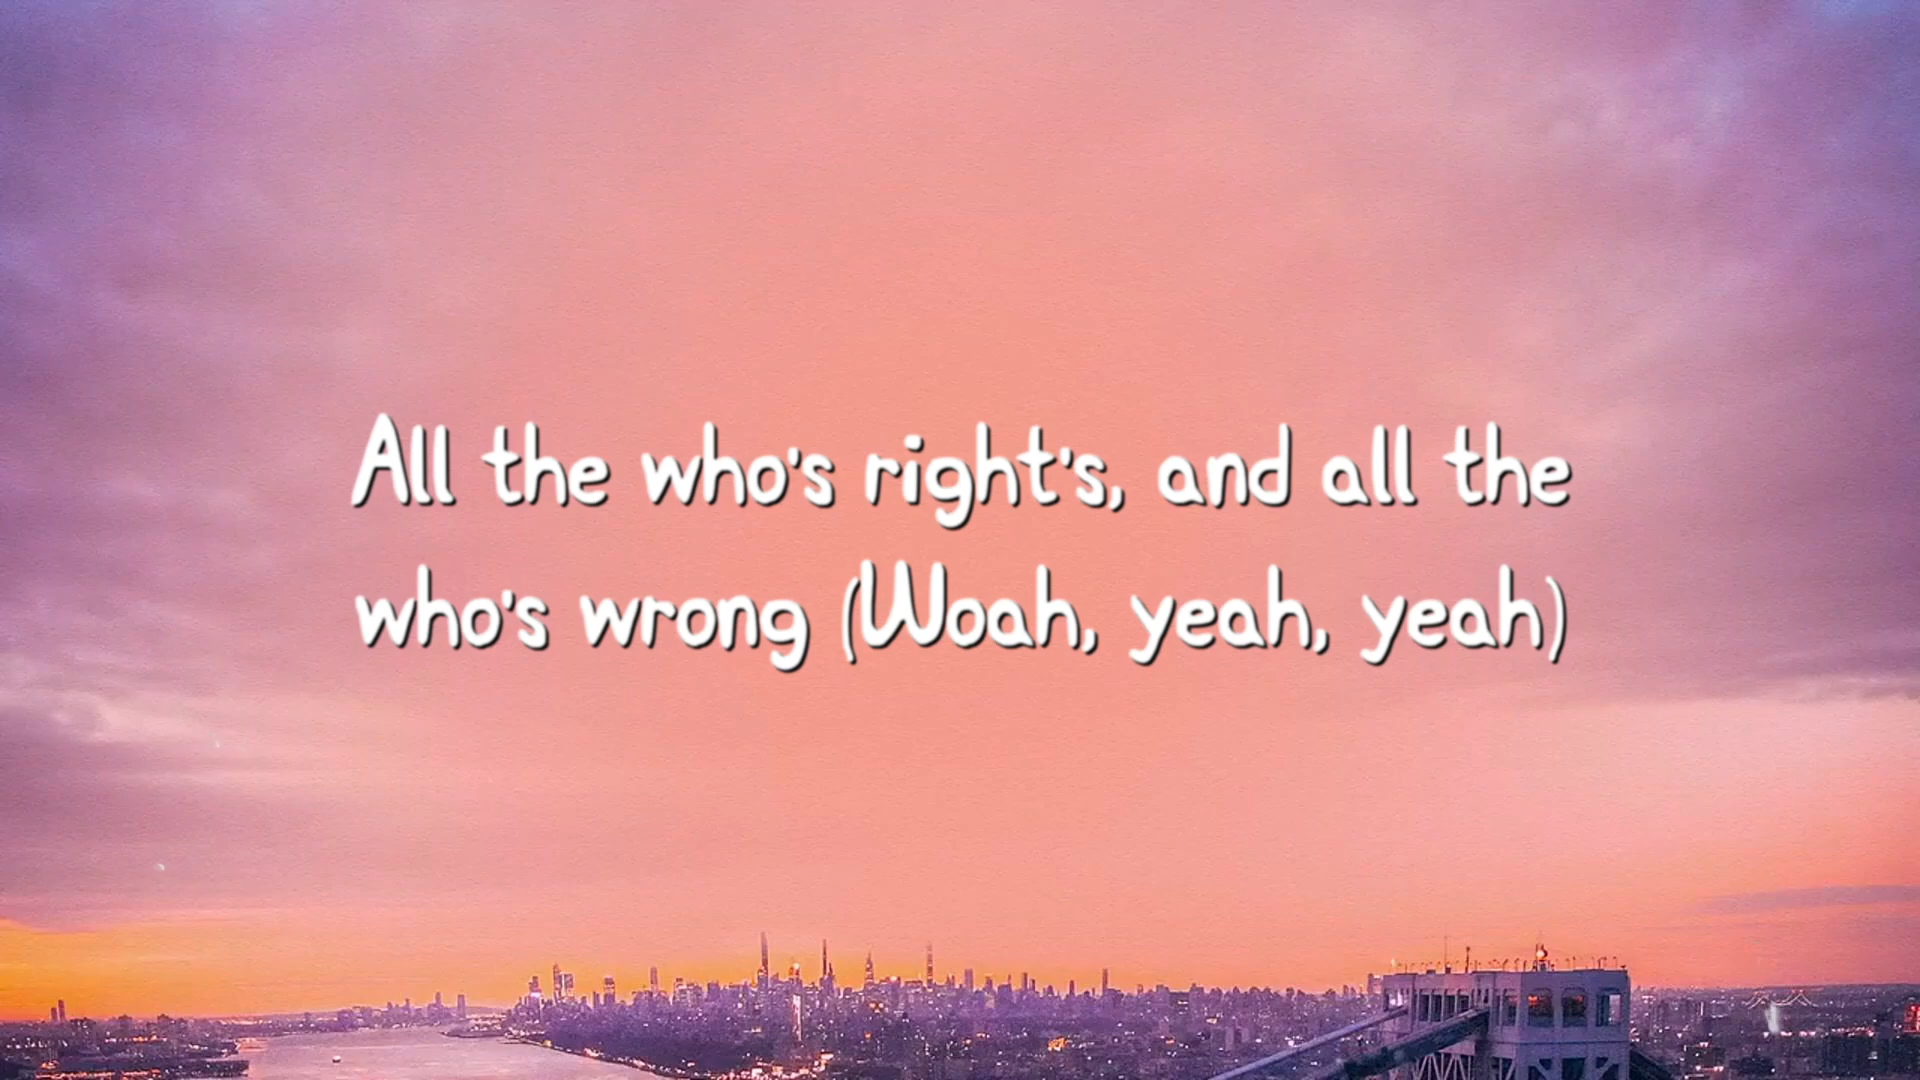 All the who's right's, and all the
who's wrong (Woah, yeah, yeah)